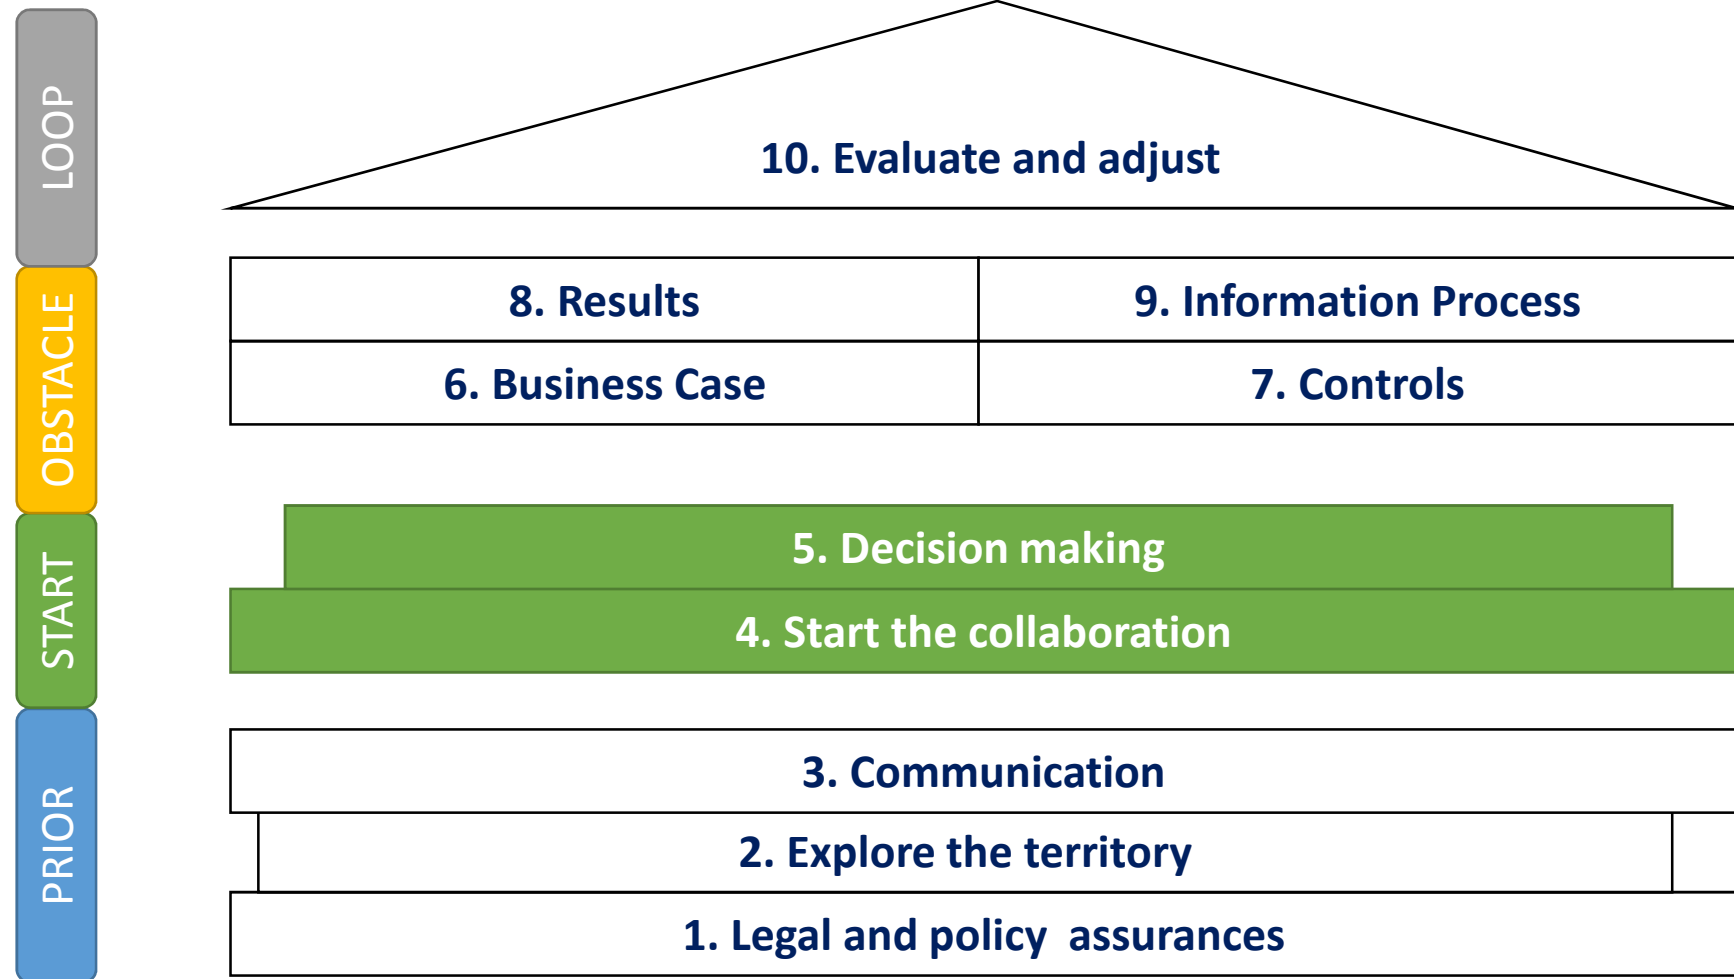 LOOP
10. Evaluate and adjust
OBSTACLE
8. Results
9. Information Process
6. Business Case
7. Controls
START
5. Decision making
4. Start the collaboration
PRIOR
3. Communication
2. Explore the territory
1. Legal and policy  assurances